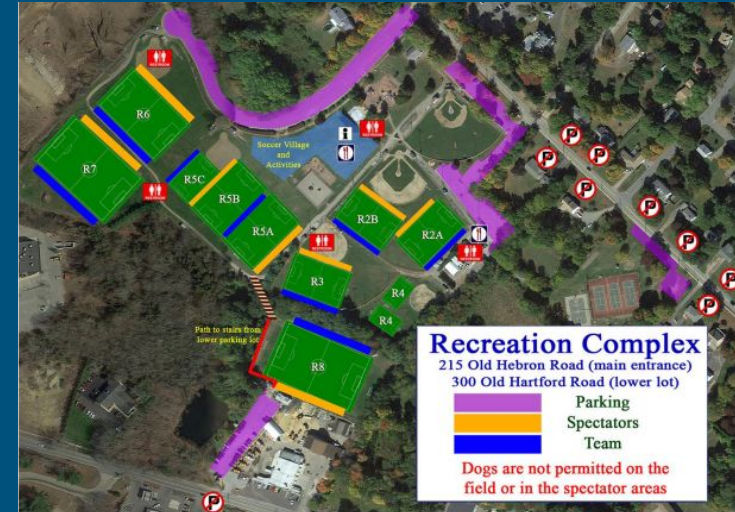 R6
R7
R5C
R5B
R5A
Soccer Village
and
Activities
R2B
R2A
R3
R4
R4
Path to stairs from
lower parking lot
R8
Recreation Complex
215 Old Hebron Road (main entrance)
300 Old Hartford Road (lower lot)
Parking
Spectators
Team
Dogs are not permitted on the
field or in the spectator areas